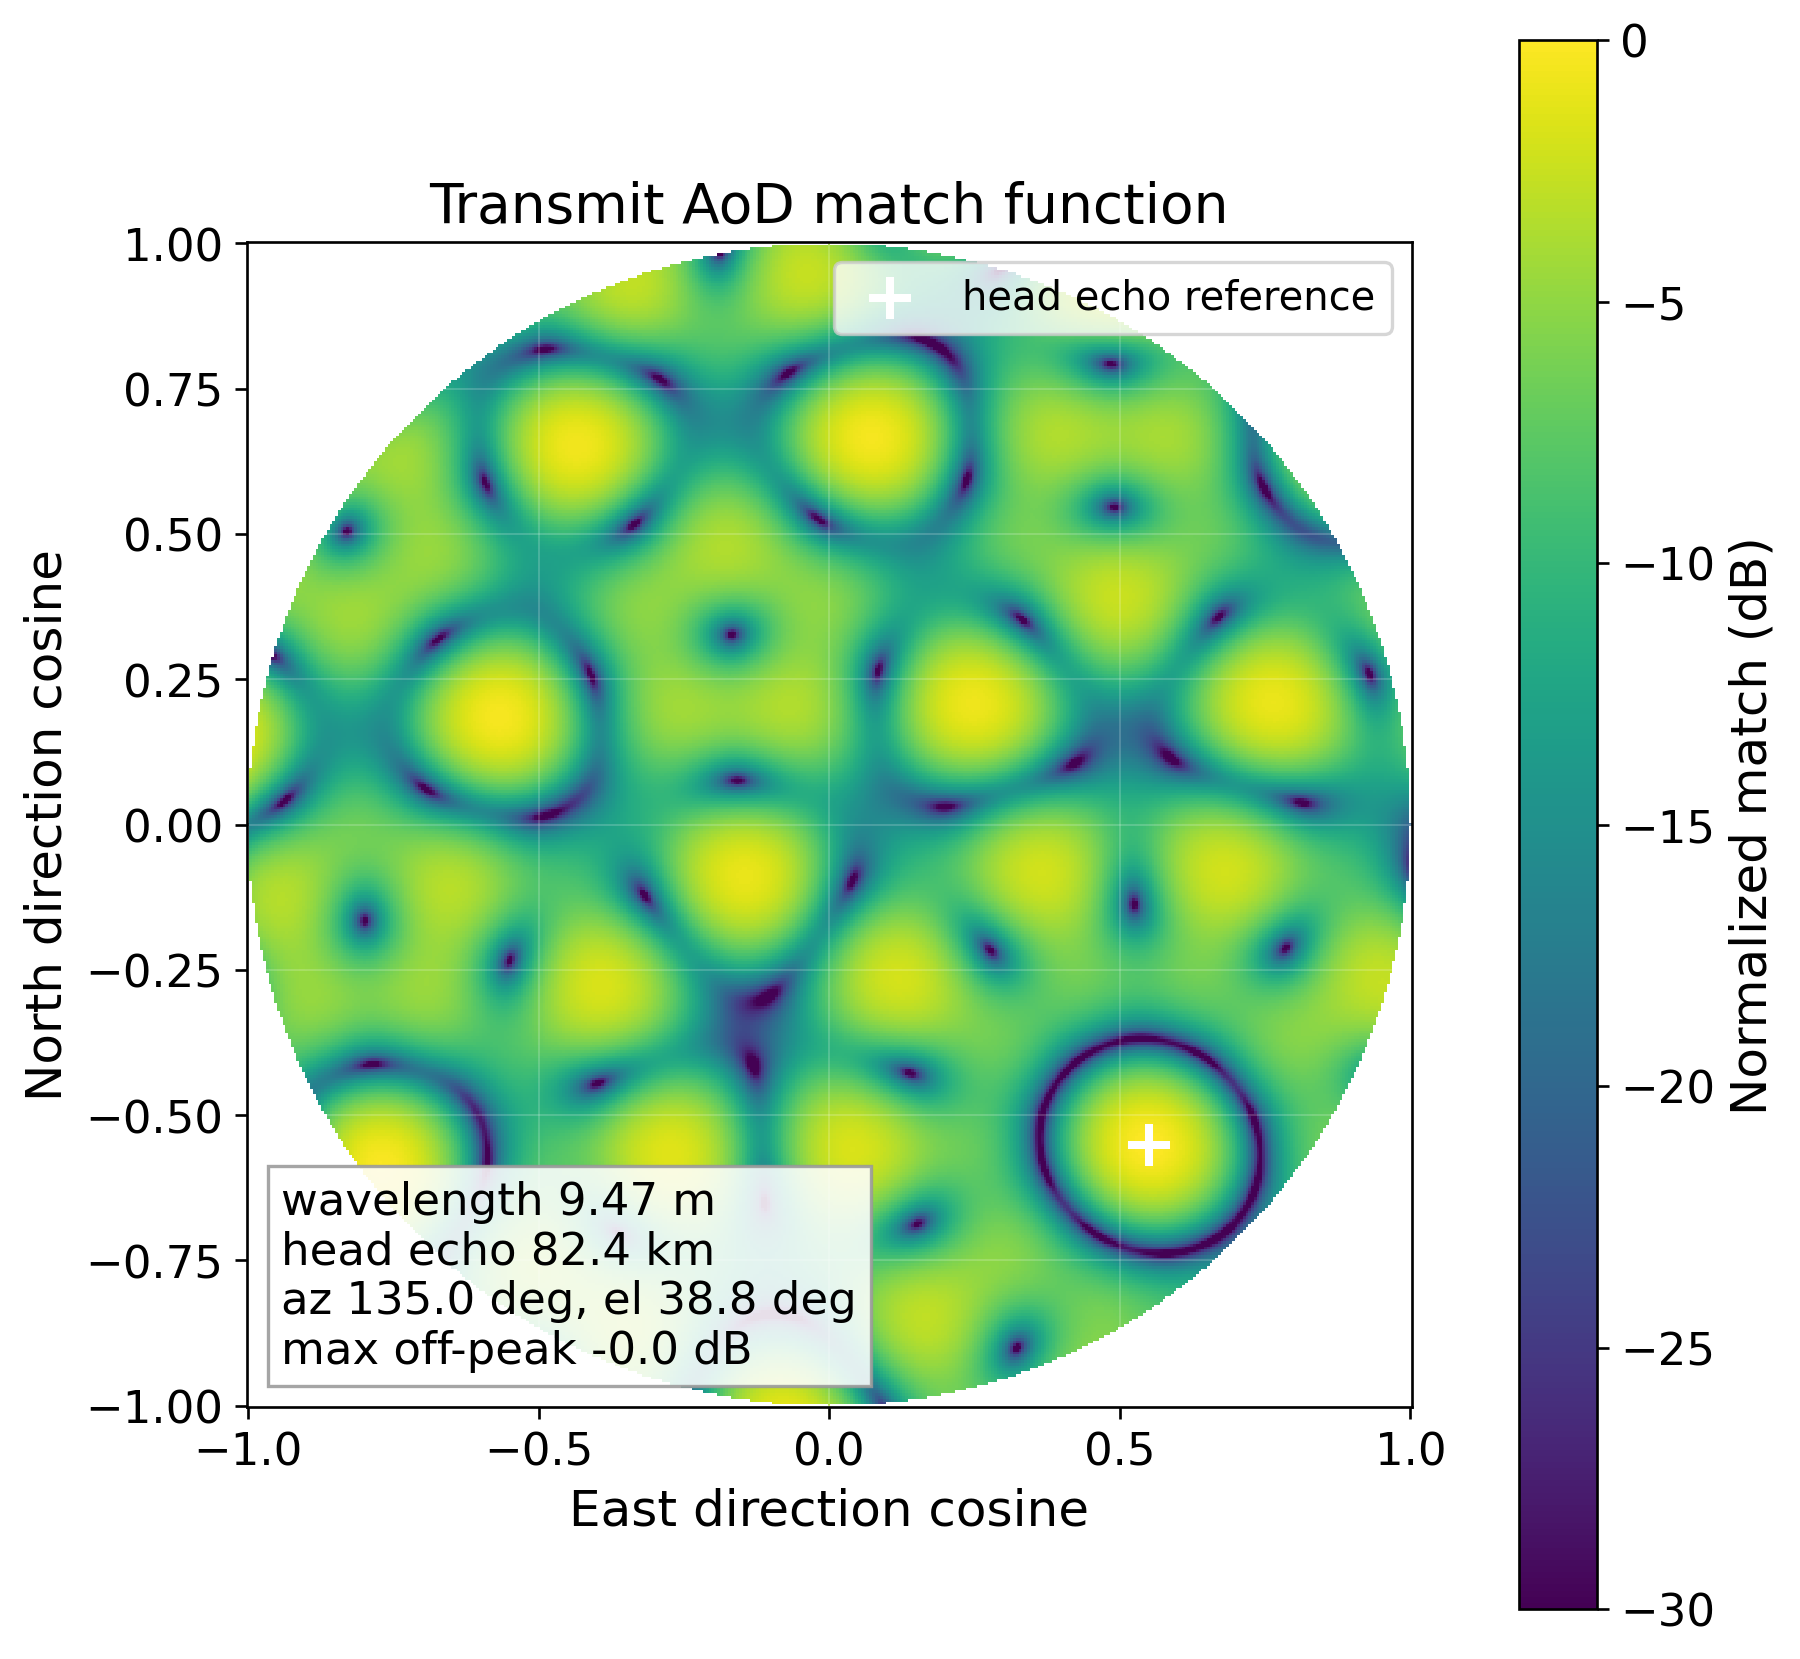 Transmit AoD match function
head echo reference
1.00
0.75
0.50
0.25
0.00
−0.25
−0.50
−0.75
−1.00
North direction cosine
wavelength 9.47 m
head echo 82.4 km
az 135.0 deg, el 38.8 deg
max off-peak -0.0 dB
−1.0
−0.5
0.0
0.5
1.0
East direction cosine
0
−5
−10
−15
−20
−25
−30
Normalized match (dB)